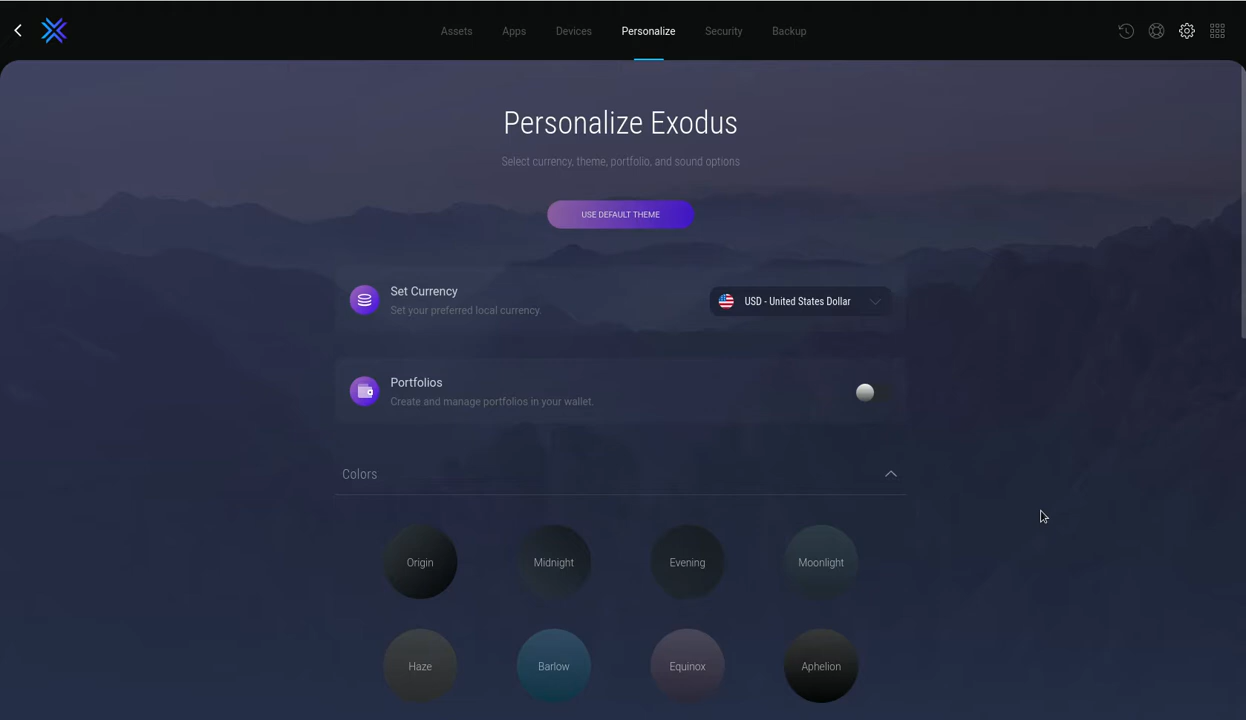 Assets Apps Devices Personalize Security Backup
Personalize Exodus
Select currency, theme, portfolio, and sound options
USE DEFAULT THEME
Set Currency
Set your preferred local currency.
USD - United States Dollar
Portfolios
Create and manage portfolios in your wallet.
Colors
Origin Midnight Evening Moonlight
Haze Barlow Equinox Aphelion